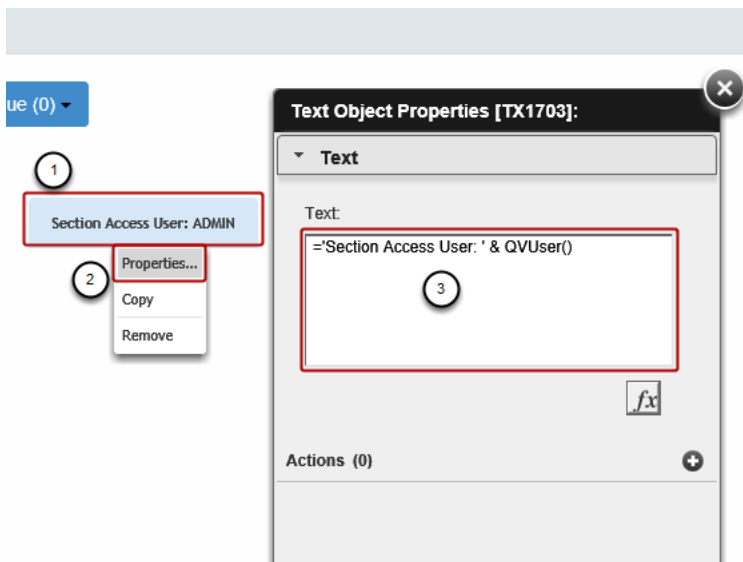 ue (0)
Text Object Properties [TX1703]:
Text
1
Section Access User: ADMIN
Text:
='Section Access User: ' & QVUser()
2
Properties...
3
Copy
Remove
fx
Actions (0)